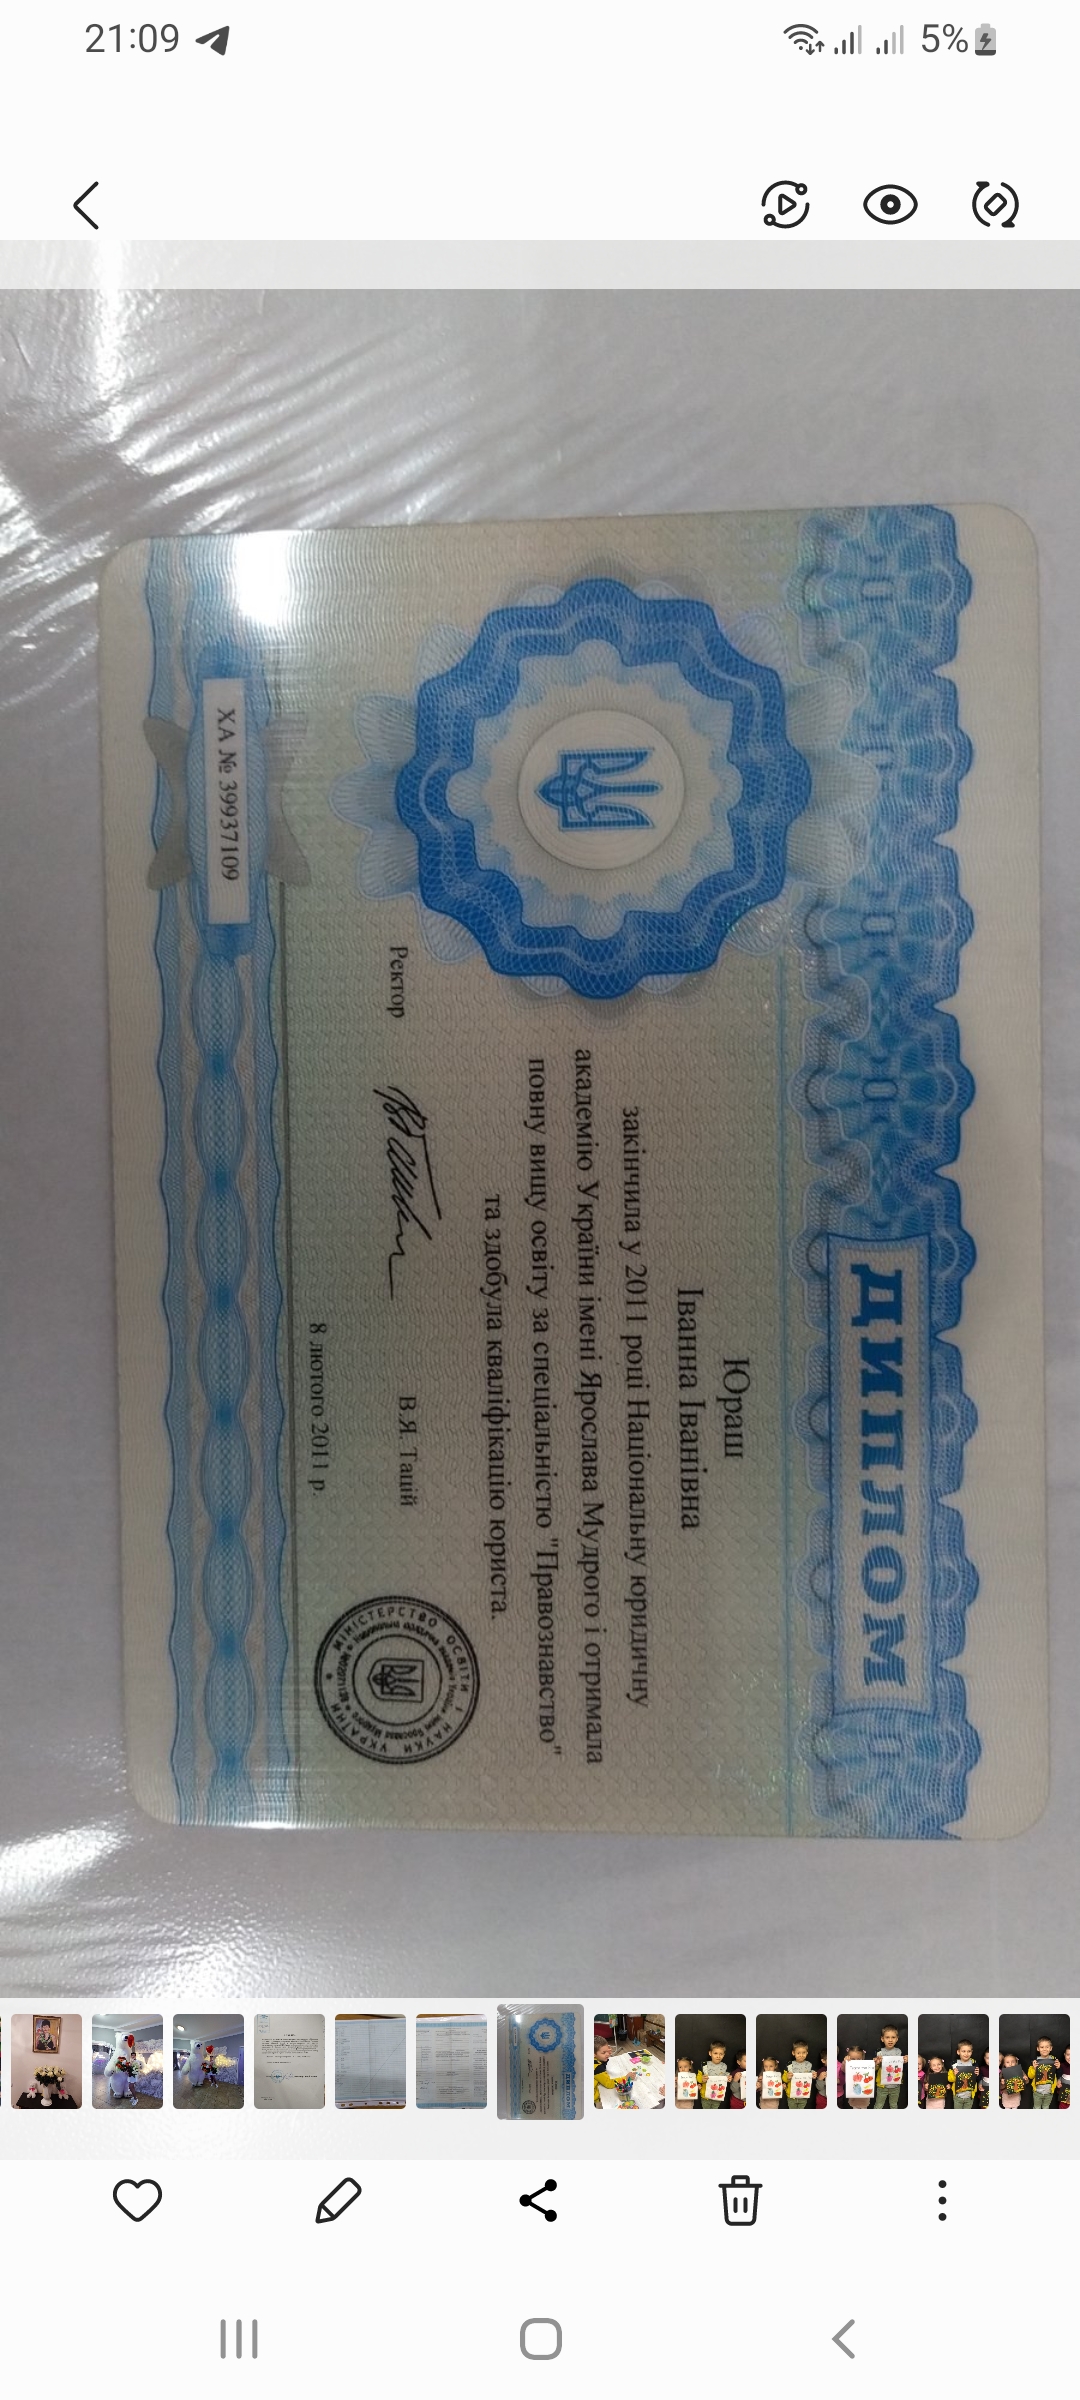 21:09
5%
ДИПЛОМ
Юраш
Іванна Іванівна
закінчила у 2011 році Національну юридичну
академію України імені Ярослава Мудрого і отримала
повну вищу освіту за спеціальністю "Правознавство"
та здобула кваліфікацію юриста.
Ректор
В.Я. Тацій
8 лютого 2011 р.
МІНІСТЕРСТВО ОСВІТИ І НАУКИ УКРАЇНИ
ХА № 39937109